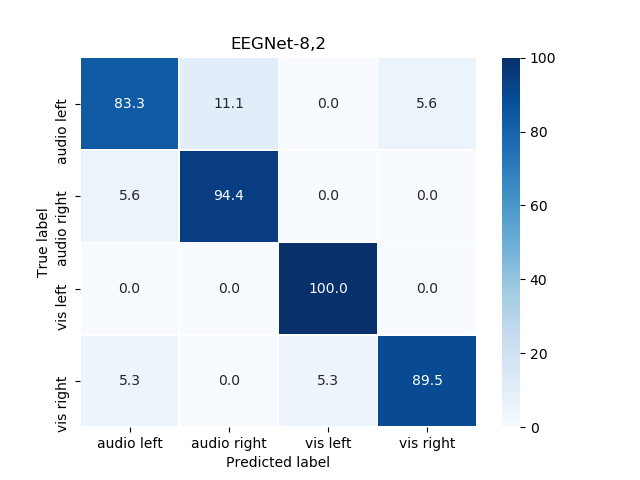 EEGNet-8,2
True label
audio left
audio right
vis left
vis right
83.3 11.1 0.0 5.6
5.6 94.4 0.0 0.0
0.0 0.0 100.0 0.0
5.3 0.0 5.3 89.5
audio left audio right vis left vis right
Predicted label
100
80
60
40
20
0